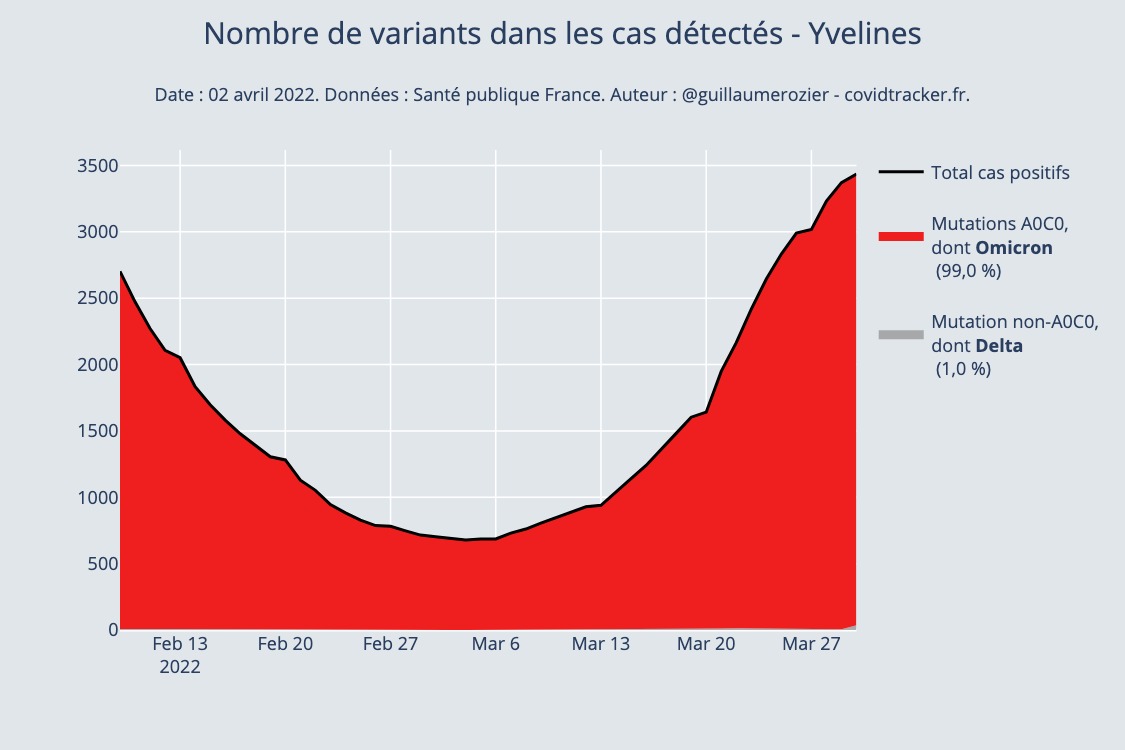 Nombre de variants dans les cas détectés - Yvelines
Date : 02 avril 2022. Données : Santé publique France. Auteur : @guillaumerozier - covidtracker.fr.
3500
3000
2500
2000
1500
1000
500
0
Feb 13
2022
Feb 20
Feb 27
Mar 6
Mar 13
Mar 20
Mar 27
Total cas positifs
Mutations A0C0,
dont Omicron
(99,0 %)
Mutation non-A0C0,
dont Delta
(1,0 %)